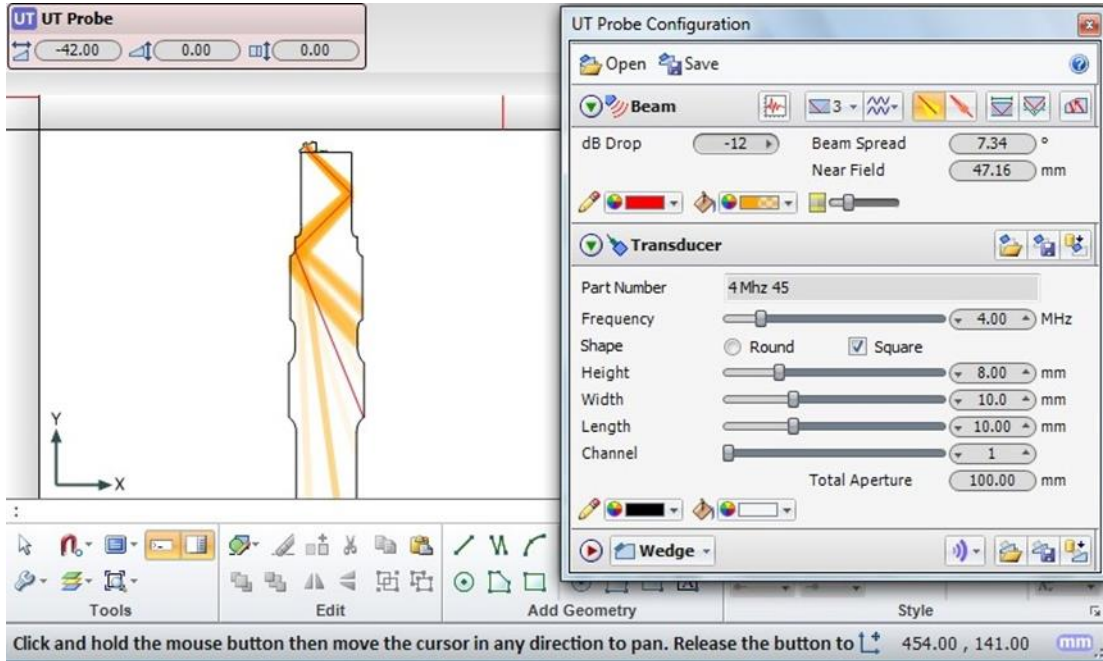 UT UT Probe
-42.00 0.00 0.00
UT Probe Configuration
Open Save
Beam 3
dB Drop -12 Beam Spread 7.34 °
Near Field 47.16 mm
Transducer
Part Number 4 Mhz 45
Frequency 4.00 MHz
Shape Round Square
Height 8.00 mm
Width 10.0 mm
Length 10.00 mm
Channel 1
Total Aperture 100.00 mm
Wedge
Y
X
:
Tools Edit Add Geometry Style
Click and hold the mouse button then move the cursor in any direction to pan. Release the button to 454.00 , 141.00 mm